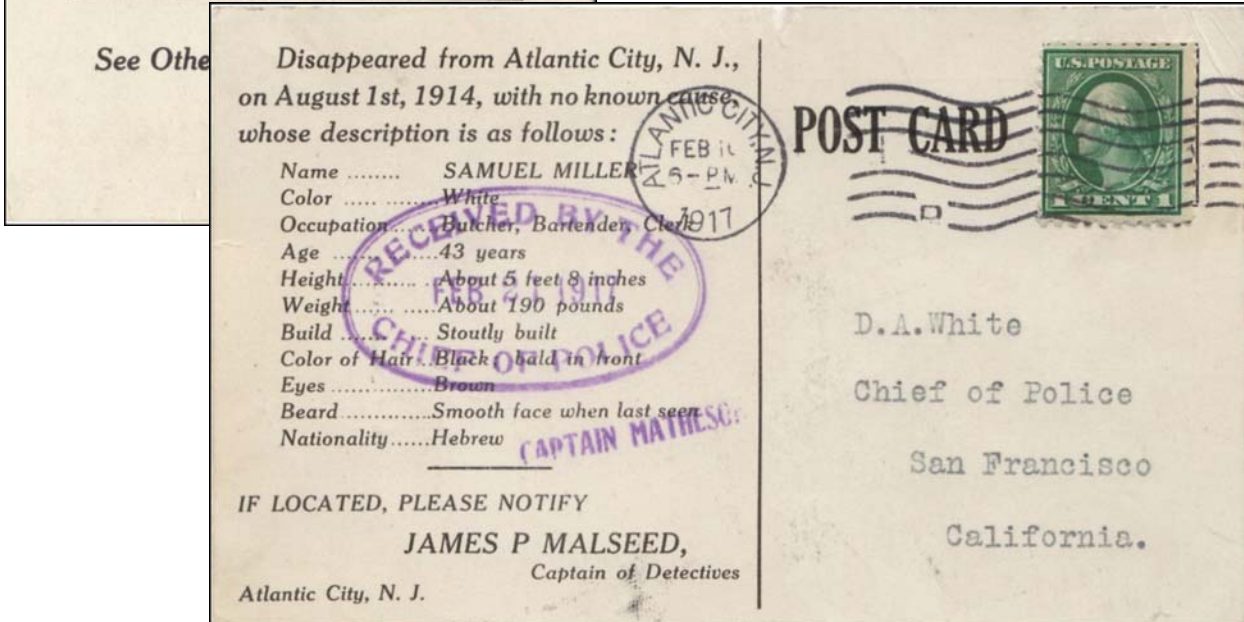 See Othe
Disappeared from Atlantic City, N. J.,
on August 1st, 1914, with no known cause,
whose description is as follows:
Name ........ SAMUEL MILLER
Color ..... ........White
Occupation......Butcher, Bartender, Clerk
Age ...............43 years
Height............About 5 feet 8 inches
Weight...........About 190 pounds
Build ..............Stoutly built
Color of Hair..Black; bald in front
Eyes ...............Brown
Beard .............Smooth face when last seen
Nationality......Hebrew
IF LOCATED, PLEASE NOTIFY
JAMES P MALSEED,
Captain of Detectives
Atlantic City, N. J.
RECEIVED BY THE
FEB 1917
CHIEF OF POLICE
CAPTAIN
ATLANTIC CITY, N.J.
FEB
5-PM
1917
POST CARD
U.S. POSTAGE
1 CENT 1
D.A.White
Chief of Police
San Francisco
California.